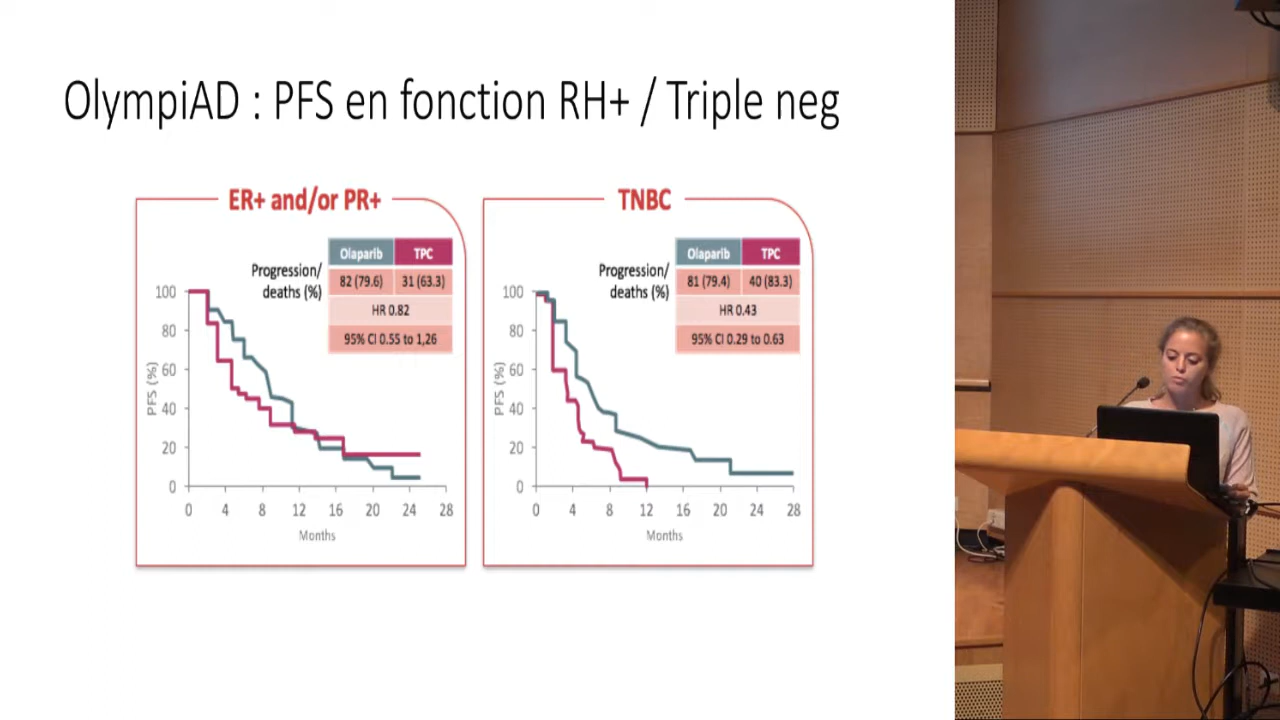 OlympiAD : PFS en fonction RH+ / Triple neg
ER+ and/or PR+
Olaparib TPC
Progression/
deaths (%)
82 (79.6) 31 (63.3)
HR 0.82
95% CI 0.55 to 1,26
100
80
60
40
20
0
PFS (%)
0 4 8 12 16 20 24 28
Months
TNBC
Olaparib TPC
Progression/
deaths (%)
81 (79.4) 40 (83.3)
HR 0.43
95% CI 0.29 to 0.63
100
80
60
40
20
0
PFS (%)
0 4 8 12 16 20 24 28
Months